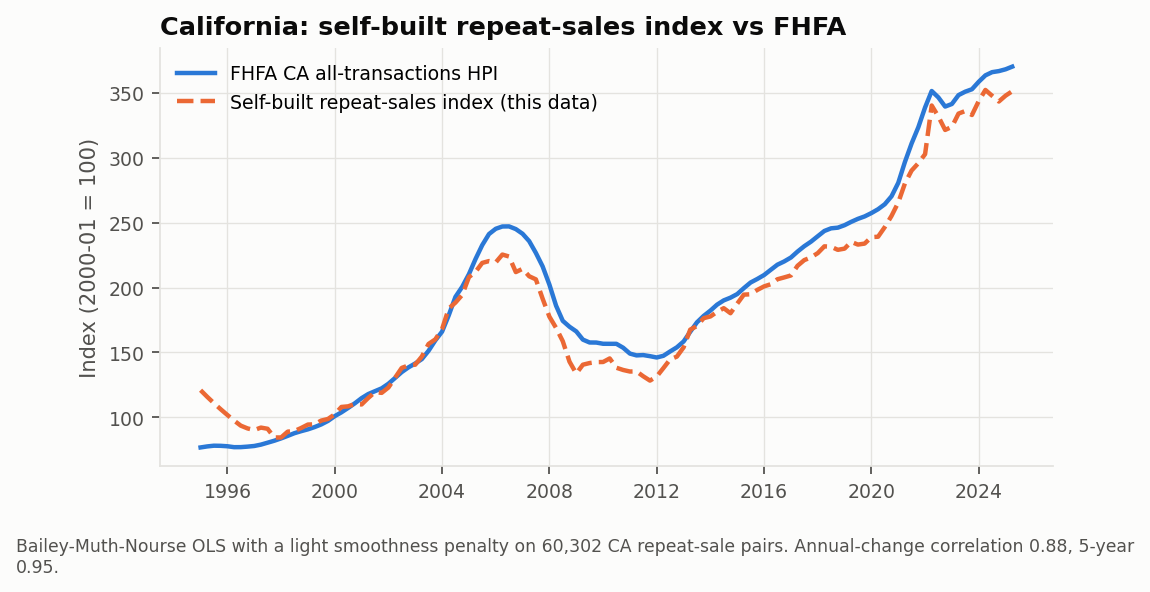 California: self-built repeat-sales index vs FHFA
FHFA CA all-transactions HPI
Self-built repeat-sales index (this data)
Index (2000-01 = 100)
350
300
250
200
150
100
1996 2000 2004 2008 2012 2016 2020 2024
Bailey-Muth-Nourse OLS with a light smoothness penalty on 60,302 CA repeat-sale pairs. Annual-change correlation 0.88, 5-year
0.95.